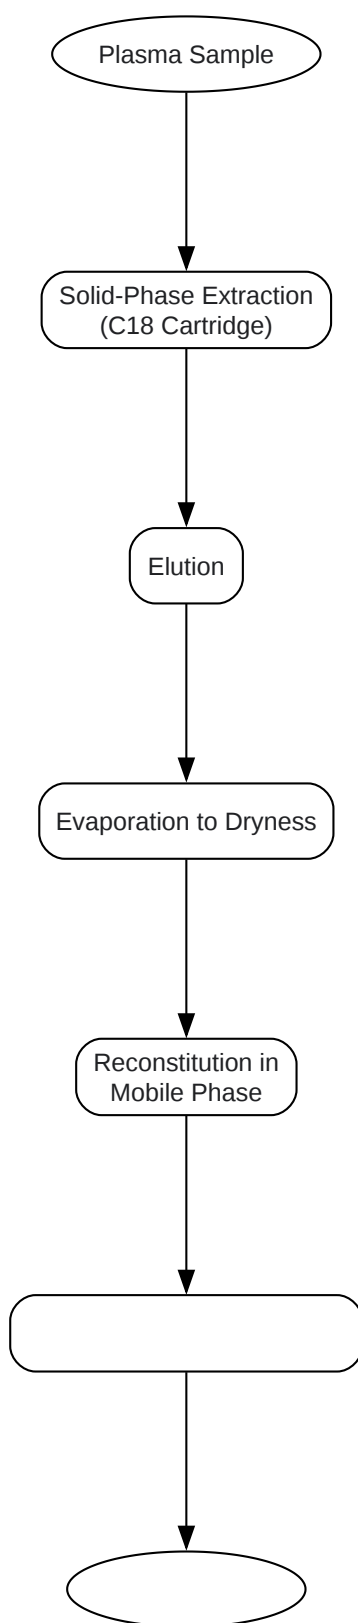 Plasma Sample
Solid-Phase Extraction
(C18 Cartridge)
Elution
Evaporation to Dryness
Reconstitution in
Mobile Phase